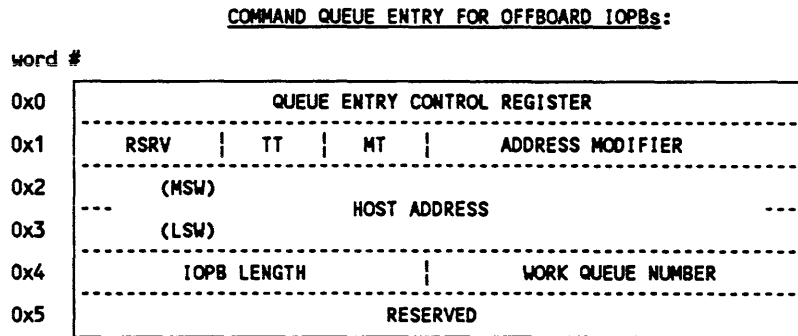 COMMAND QUEUE ENTRY FOR OFFBOARD IOPBs:
word #
0x0 QUEUE ENTRY CONTROL REGISTER
0x1 RSRV TT MT ADDRESS MODIFIER
0x2 (MSW)
HOST ADDRESS
0x3 (LSW)
0x4 IOPB LENGTH WORK QUEUE NUMBER
0x5 RESERVED